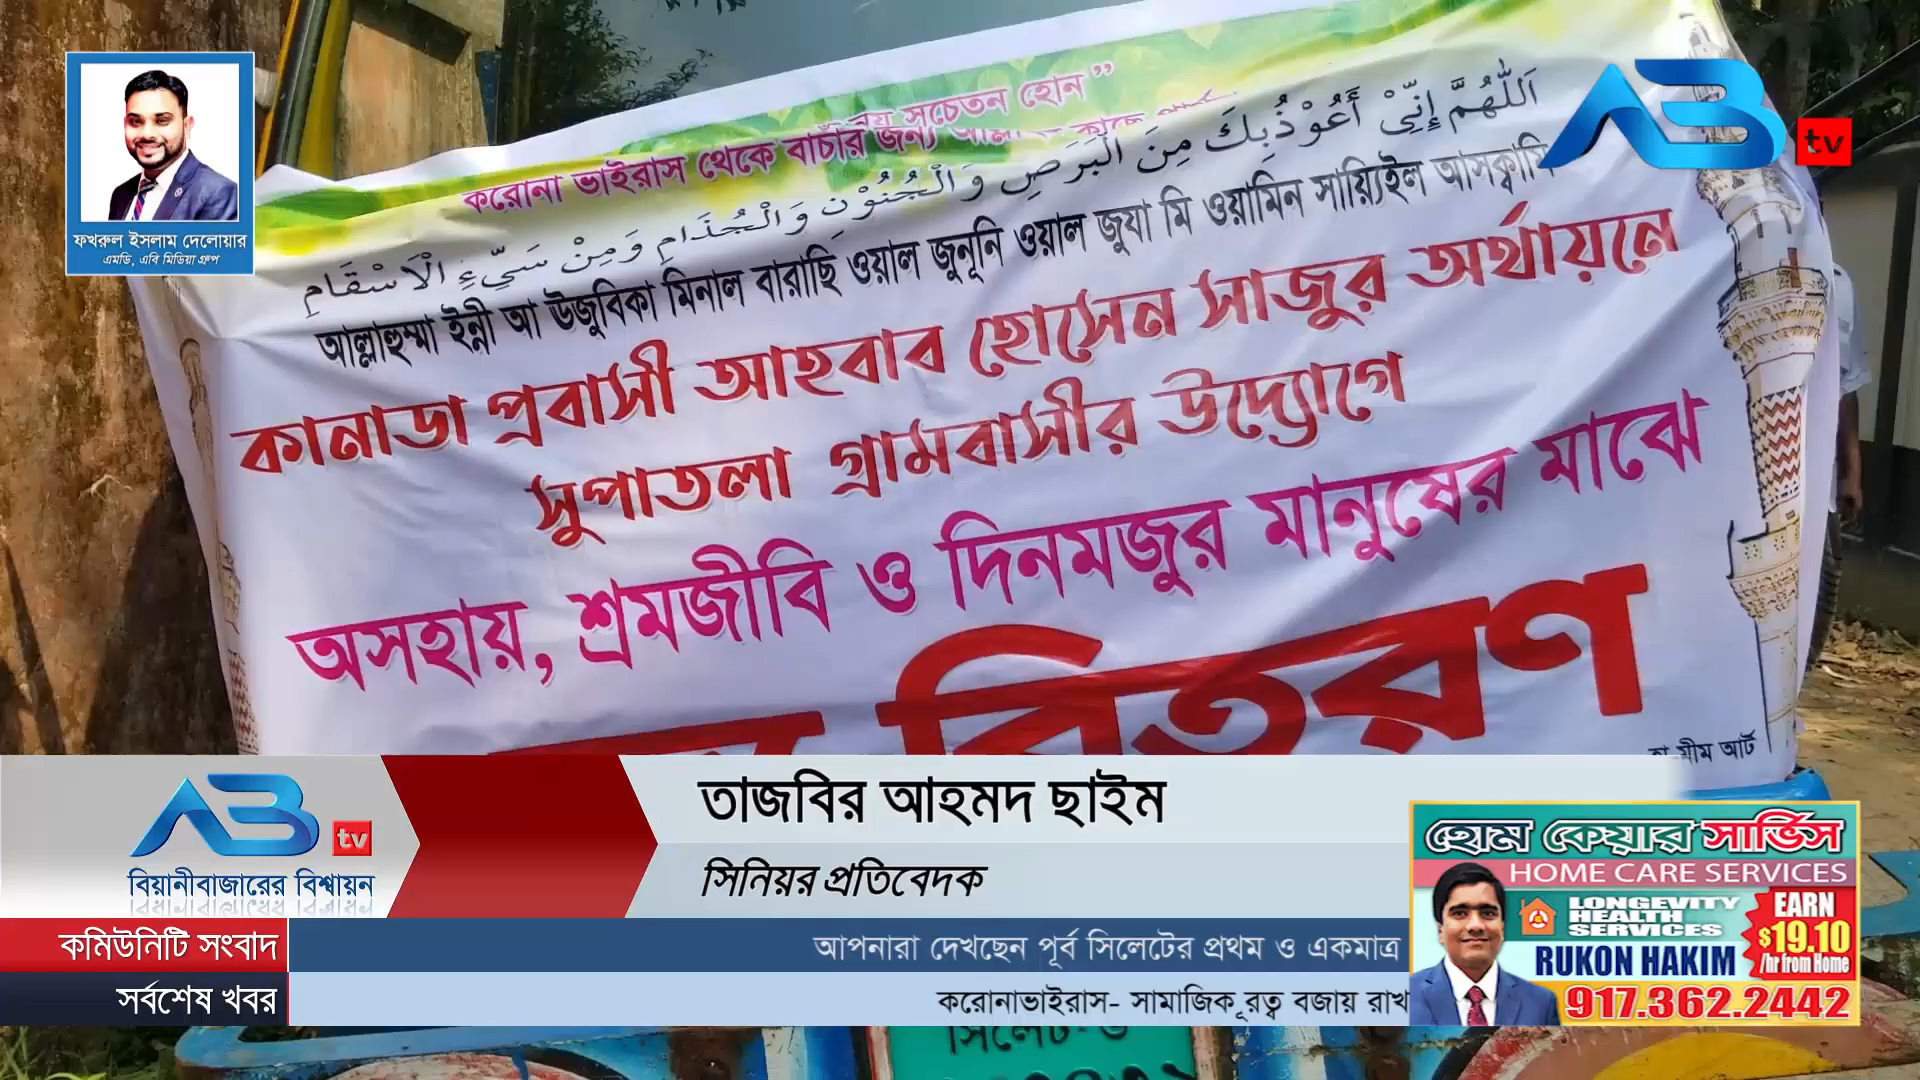 ফখরুল ইসলাম দেলোয়ার
এমডি, এবি মিডিয়া গ্রুপ
AB tv
সচেতন হোন ”
করোনা ভাইরাস থেকে বাচাঁর জন্য
اَللّٰهُمَّ إِنِّىْ أَعُوْذُبِكَ مِنَ الْبَرَصِ وَالْجُنُوْنِ وَالْجُذَامِ وَمِنْ سَيِّءِ الْاَسْقَامِ
আল্লাহুম্মা ইন্নী আ উজুবিকা মিনাল বারাছি ওয়াল জুনূনি ওয়াল জুযা মি ওয়ামিন সায়্যিইল
কানাডা প্রবাসী আহবাব হোসেন সাজুর অর্থায়নে
সুপাতলা গ্রামবাসীর উদ্যোগে
অসহায়, শ্রমজীবি ও দিনমজুর মানুষের মাঝে
বিতরণ
আর্ট
AB tv
বিয়ানীবাজারের বিশ্বায়ন
তাজবির আহমদ ছাইম
সিনিয়র প্রতিবেদক
কমিউনিটি সংবাদ
আপনারা দেখছেন পূর্ব সিলেটের প্রথম ও একমাত্র
সর্বশেষ খবর
করোনাভাইরাস- সামাজিক দূরত্ব বজায় রাখ
হোম কেয়ার সার্ভিস
HOME CARE SERVICES
LONGEVITY
HEALTH
SERVICES
EARN
$19.10
/hr from Home
RUKON HAKIM
917.362.2442